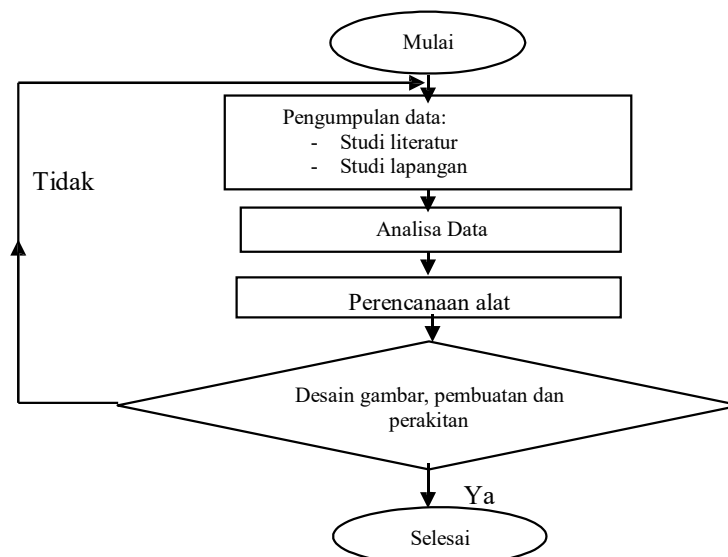 Mulai
Pengumpulan data:
- Studi literatur
- Studi lapangan
Tidak
Analisa Data
Perencanaan alat
Desain gambar, pembuatan dan
perakitan
Ya
Selesai